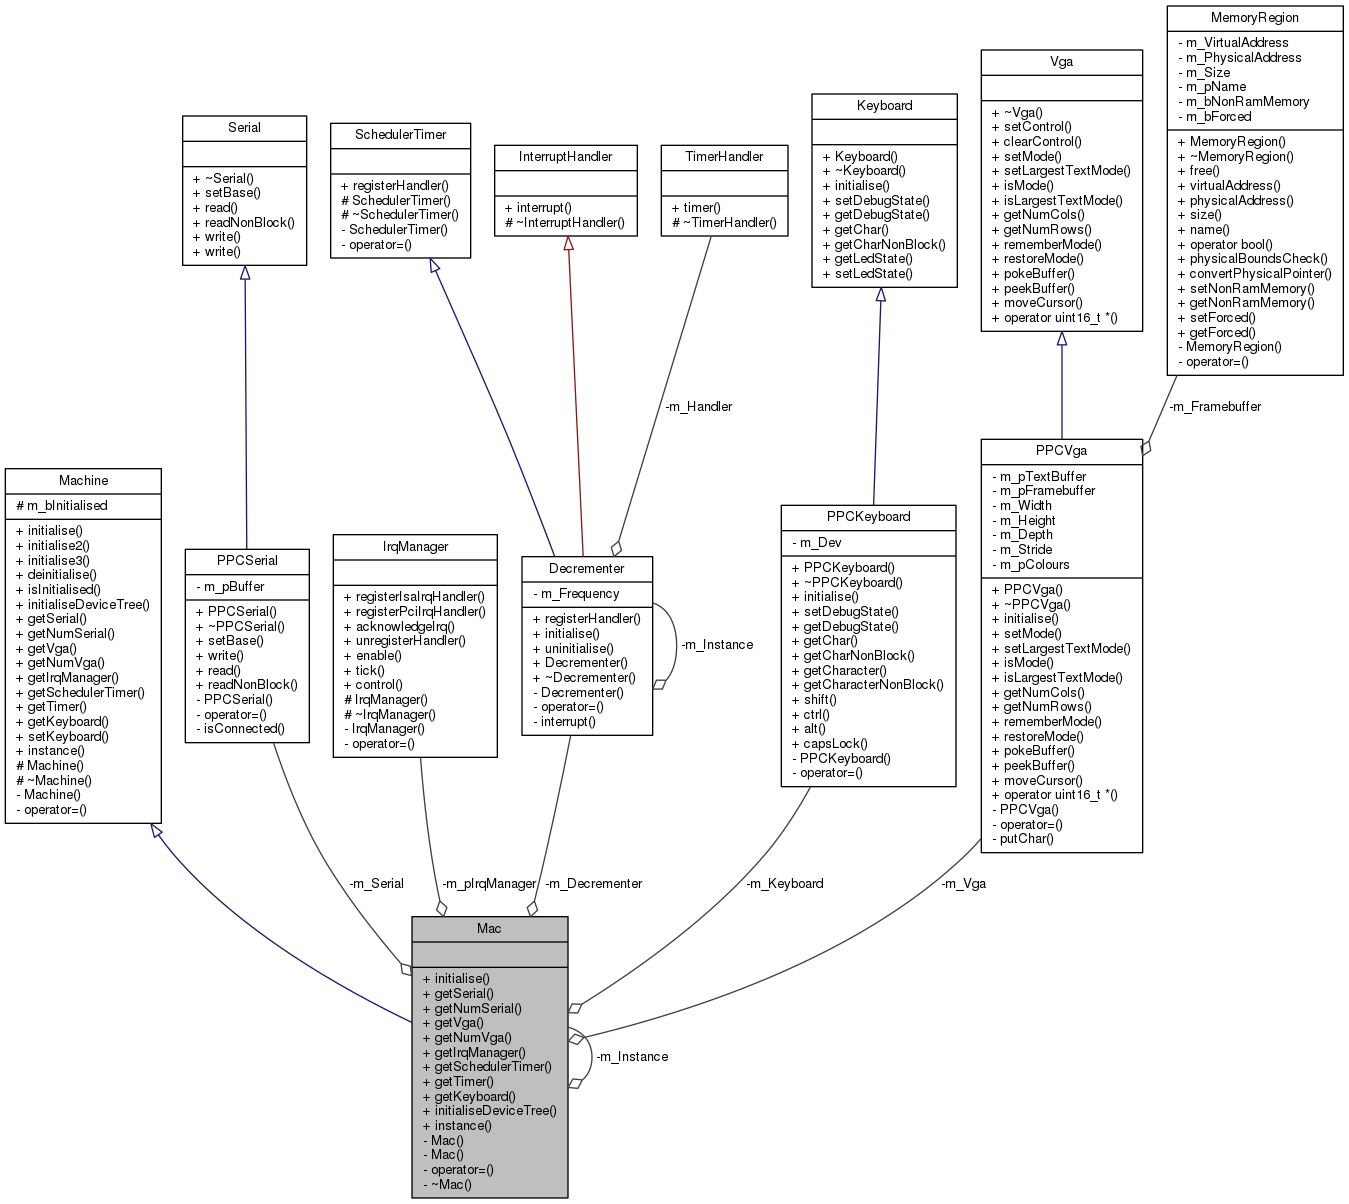 MemoryRegion
- m_VirtualAddress
- m_PhysicalAddress
- m_Size
- m_pName
- m_bNonRamMemory
- m_bForced
+ MemoryRegion()
+ ~MemoryRegion()
+ free()
+ virtualAddress()
+ physicalAddress()
+ size()
+ name()
+ operator bool()
+ physicalBoundsCheck()
+ convertPhysicalPointer()
+ setNonRamMemory()
+ getNonRamMemory()
+ setForced()
+ getForced()
- MemoryRegion()
- operator=()
Vga
+ ~Vga()
+ setControl()
+ clearControl()
+ setMode()
+ setLargestTextMode()
+ isMode()
+ isLargestTextMode()
+ getNumCols()
+ getNumRows()
+ rememberMode()
+ restoreMode()
+ pokeBuffer()
+ peekBuffer()
+ moveCursor()
+ operator uint16_t *()
Keyboard
+ Keyboard()
+ ~Keyboard()
+ initialise()
+ setDebugState()
+ getDebugState()
+ getChar()
+ getCharNonBlock()
+ getLedState()
+ setLedState()
Serial
+ ~Serial()
+ setBase()
+ read()
+ readNonBlock()
+ write()
+ write()
SchedulerTimer
+ registerHandler()
# SchedulerTimer()
# ~SchedulerTimer()
- SchedulerTimer()
- operator=()
InterruptHandler
+ interrupt()
# ~InterruptHandler()
TimerHandler
+ timer()
# ~TimerHandler()
-m_Handler
-m_Framebuffer
Machine
# m_bInitialised
+ initialise()
+ initialise2()
+ initialise3()
+ deinitialise()
+ isInitialised()
+ initialiseDeviceTree()
+ getSerial()
+ getNumSerial()
+ getVga()
+ getNumVga()
+ getIrqManager()
+ getSchedulerTimer()
+ getTimer()
+ getKeyboard()
+ setKeyboard()
+ instance()
# Machine()
# ~Machine()
- Machine()
- operator=()
PPCSerial
- m_pBuffer
+ PPCSerial()
+ ~PPCSerial()
+ setBase()
+ write()
+ read()
+ readNonBlock()
- PPCSerial()
- operator=()
- isConnected()
IrqManager
+ registerIsaIrqHandler()
+ registerPciIrqHandler()
+ acknowledgeIrq()
+ unregisterHandler()
+ enable()
+ tick()
+ control()
# IrqManager()
# ~IrqManager()
- IrqManager()
- operator=()
Decrementer
- m_Frequency
+ registerHandler()
+ initialise()
+ uninitialise()
+ Decrementer()
+ ~Decrementer()
- Decrementer()
- operator=()
- interrupt()
-m_Instance
PPCKeyboard
- m_Dev
+ PPCKeyboard()
+ ~PPCKeyboard()
+ initialise()
+ setDebugState()
+ getDebugState()
+ getChar()
+ getCharNonBlock()
+ getCharacter()
+ getCharacterNonBlock()
+ shift()
+ ctrl()
+ alt()
+ capsLock()
- PPCKeyboard()
- operator=()
PPCVga
- m_pTextBuffer
- m_pFramebuffer
- m_Width
- m_Height
- m_Depth
- m_Stride
- m_pColours
+ PPCVga()
+ ~PPCVga()
+ initialise()
+ setMode()
+ setLargestTextMode()
+ isMode()
+ isLargestTextMode()
+ getNumCols()
+ getNumRows()
+ rememberMode()
+ restoreMode()
+ pokeBuffer()
+ peekBuffer()
+ moveCursor()
+ operator uint16_t *()
- PPCVga()
- operator=()
- putChar()
-m_Serial
-m_pIrqManager
-m_Decrementer
-m_Keyboard
-m_Vga
Mac
+ initialise()
+ getSerial()
+ getNumSerial()
+ getVga()
+ getNumVga()
+ getIrqManager()
+ getSchedulerTimer()
+ getTimer()
+ getKeyboard()
+ initialiseDeviceTree()
+ instance()
- Mac()
- Mac()
- operator=()
- ~Mac()
-m_Instance